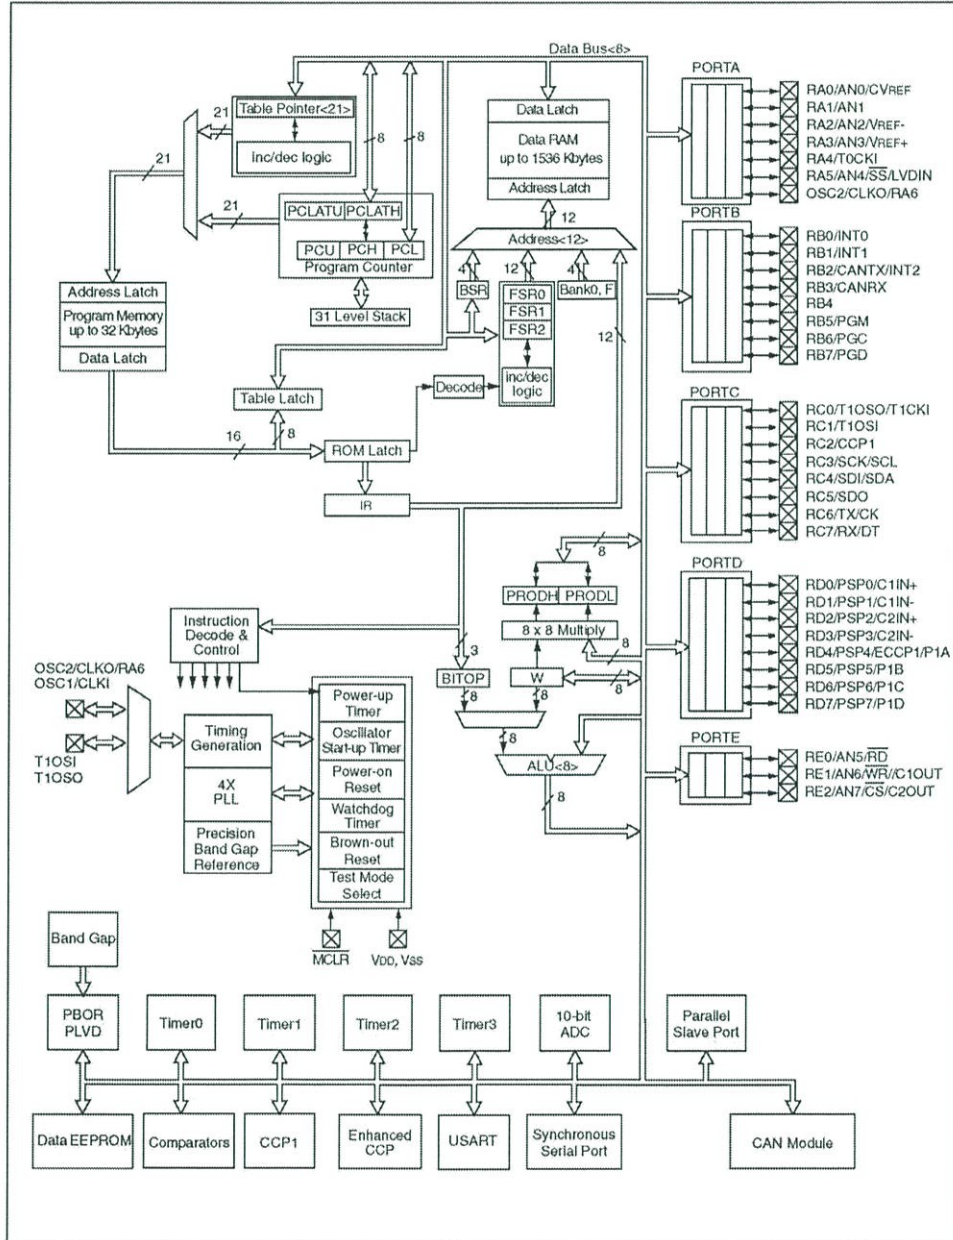 Data Bus<8>
Table Pointer<21>
21
inc/dec logic
21
8
8
21
PCLATU PCLATH
PCU PCH PCL
Program Counter
31 Level Stack
Address Latch
Program Memory
up to 32 Kbytes
Data Latch
Table Latch
16
8
ROM Latch
IR
Data Latch
Data RAM
up to 1536 Kbytes
Address Latch
12
Address<12>
4
12
4
BSR
FSR0
FSR1
FSR2
Bank0, F
12
inc/dec
logic
Decode
8
PRODH PRODL
8 x 8 Multiply
8
3
BITOP
W
8
8
8
8
ALU<8>
8
Instruction
Decode &
Control
OSC2/CLKO/RA6
OSC1/CLKI
T1OSI
T1OSO
Timing
Generation
4X
PLL
Precision
Band Gap
Reference
Power-up
Timer
Oscillator
Start-up Timer
Power-on
Reset
Watchdog
Timer
Brown-out
Reset
Test Mode
Select
MCLR
VDD, VSS
PORTA
RA0/AN0/CVREF
RA1/AN1
RA2/AN2/VREF-
RA3/AN3/VREF+
RA4/T0CKI
RA5/AN4/SS/LVDIN
OSC2/CLKO/RA6
PORTB
RB0/INT0
RB1/INT1
RB2/CANTX/INT2
RB3/CANRX
RB4
RB5/PGM
RB6/PGC
RB7/PGD
PORTC
RC0/T1OSO/T1CKI
RC1/T1OSI
RC2/CCP1
RC3/SCK/SCL
RC4/SDI/SDA
RC5/SDO
RC6/TX/CK
RC7/RX/DT
PORTD
RD0/PSP0/C1IN+
RD1/PSP1/C1IN-
RD2/PSP2/C2IN+
RD3/PSP3/C2IN-
RD4/PSP4/ECCP1/P1A
RD5/PSP5/P1B
RD6/PSP6/P1C
RD7/PSP7/P1D
PORTE
RE0/AN5/RD
RE1/AN6/WR//C1OUT
RE2/AN7/CS/C2OUT
Band Gap
PBOR
PLVD
Timer0
Timer1
Timer2
Timer3
10-bit
ADC
Parallel
Slave Port
Data EEPROM
Comparators
CCP1
Enhanced
CCP
USART
Synchronous
Serial Port
CAN Module